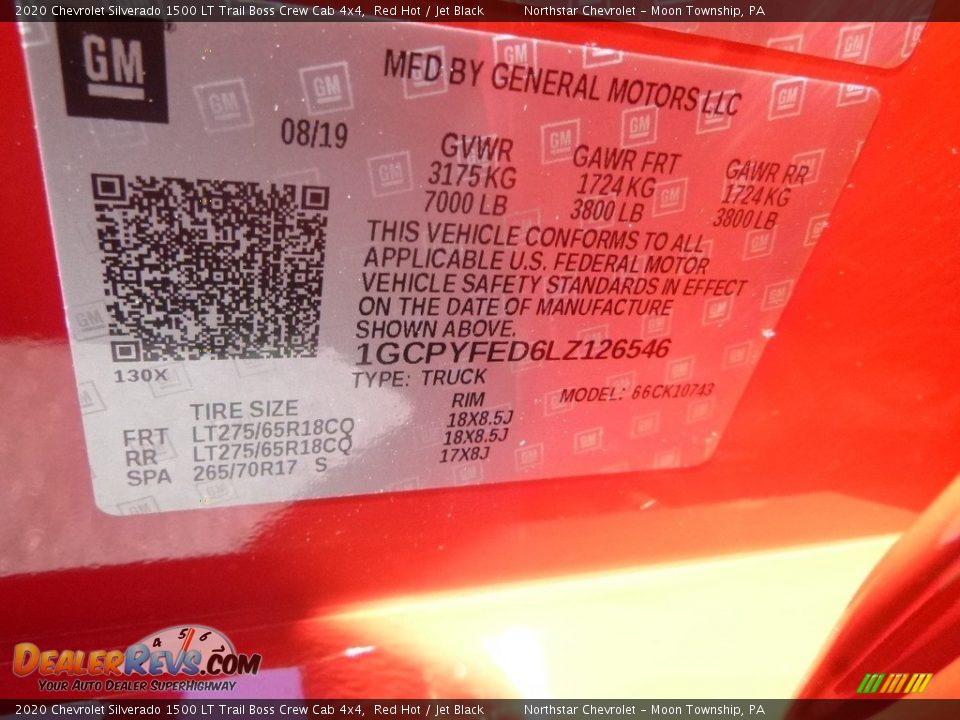 2020 Chevrolet Silverado 1500 LT Trail Boss Crew Cab 4x4, Red Hot / Jet Black Northstar Chevrolet - Moon Township, PA
GM
MFD BY GENERAL MOTORS LLC
08/19
GVWR GAWR FRT GAWR RR
3175 KG 1724 KG 1724 KG
7000 LB 3800 LB 3800 LB
THIS VEHICLE CONFORMS TO ALL
APPLICABLE U.S. FEDERAL MOTOR
VEHICLE SAFETY STANDARDS IN EFFECT
ON THE DATE OF MANUFACTURE
SHOWN ABOVE.
1GCPYFED6LZ126546
130X
TYPE: TRUCK
MODEL: 66CK10743
TIRE SIZE RIM
FRT LT275/65R18CQ 18X8.5J
RR LT275/65R18CQ 18X8.5J
SPA 265/70R17 S 17X8J
4 5 6
DEALERREVS.COM
YOUR AUTO DEALER SUPERHIGHWAY
2020 Chevrolet Silverado 1500 LT Trail Boss Crew Cab 4x4, Red Hot / Jet Black Northstar Chevrolet - Moon Township, PA